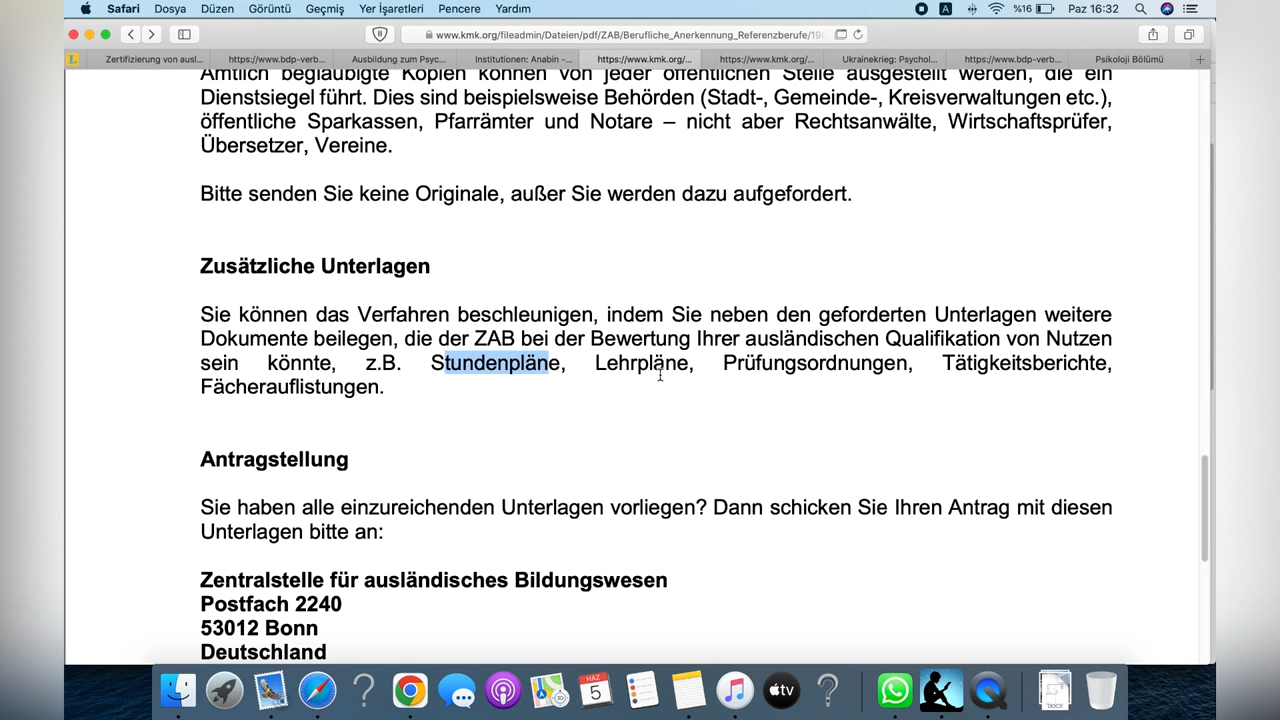 Safari Dosya Düzen Görüntü Geçmiş Yer İşaretleri Pencere Yardım A %16 Paz 16:32
www.kmk.org/fileadmin/Dateien/pdf/ZAB/Berufliche_Anerkennung_Referenzberufe/190
Zertifizierung von ausl... https://www.bdp-verb... Ausbildung zum Psyc... Institutionen: Anabin -... https://www.kmk.org/... https://www.kmk.org/... Ukrainekrieg: Psychol... https://www.bdp-verb... Psikoloji Bölümü
Amtlich beglaubigte Kopien können von jeder öffentlichen Stelle ausgestellt werden, die ein
Dienstsiegel führt. Dies sind beispielsweise Behörden (Stadt-, Gemeinde-, Kreisverwaltungen etc.),
öffentliche Sparkassen, Pfarrämter und Notare – nicht aber Rechtsanwälte, Wirtschaftsprüfer,
Übersetzer, Vereine.
Bitte senden Sie keine Originale, außer Sie werden dazu aufgefordert.
Zusätzliche Unterlagen
Sie können das Verfahren beschleunigen, indem Sie neben den geforderten Unterlagen weitere
Dokumente beilegen, die der ZAB bei der Bewertung Ihrer ausländischen Qualifikation von Nutzen
sein könnte, z.B. Stundenpläne, Lehrpläne, Prüfungsordnungen, Tätigkeitsberichte,
Fächerauflistungen.
Antragstellung
Sie haben alle einzureichenden Unterlagen vorliegen? Dann schicken Sie Ihren Antrag mit diesen
Unterlagen bitte an:
Zentralstelle für ausländisches Bildungswesen
Postfach 2240
53012 Bonn
Deutschland
HAZ
5
tv
DOCX